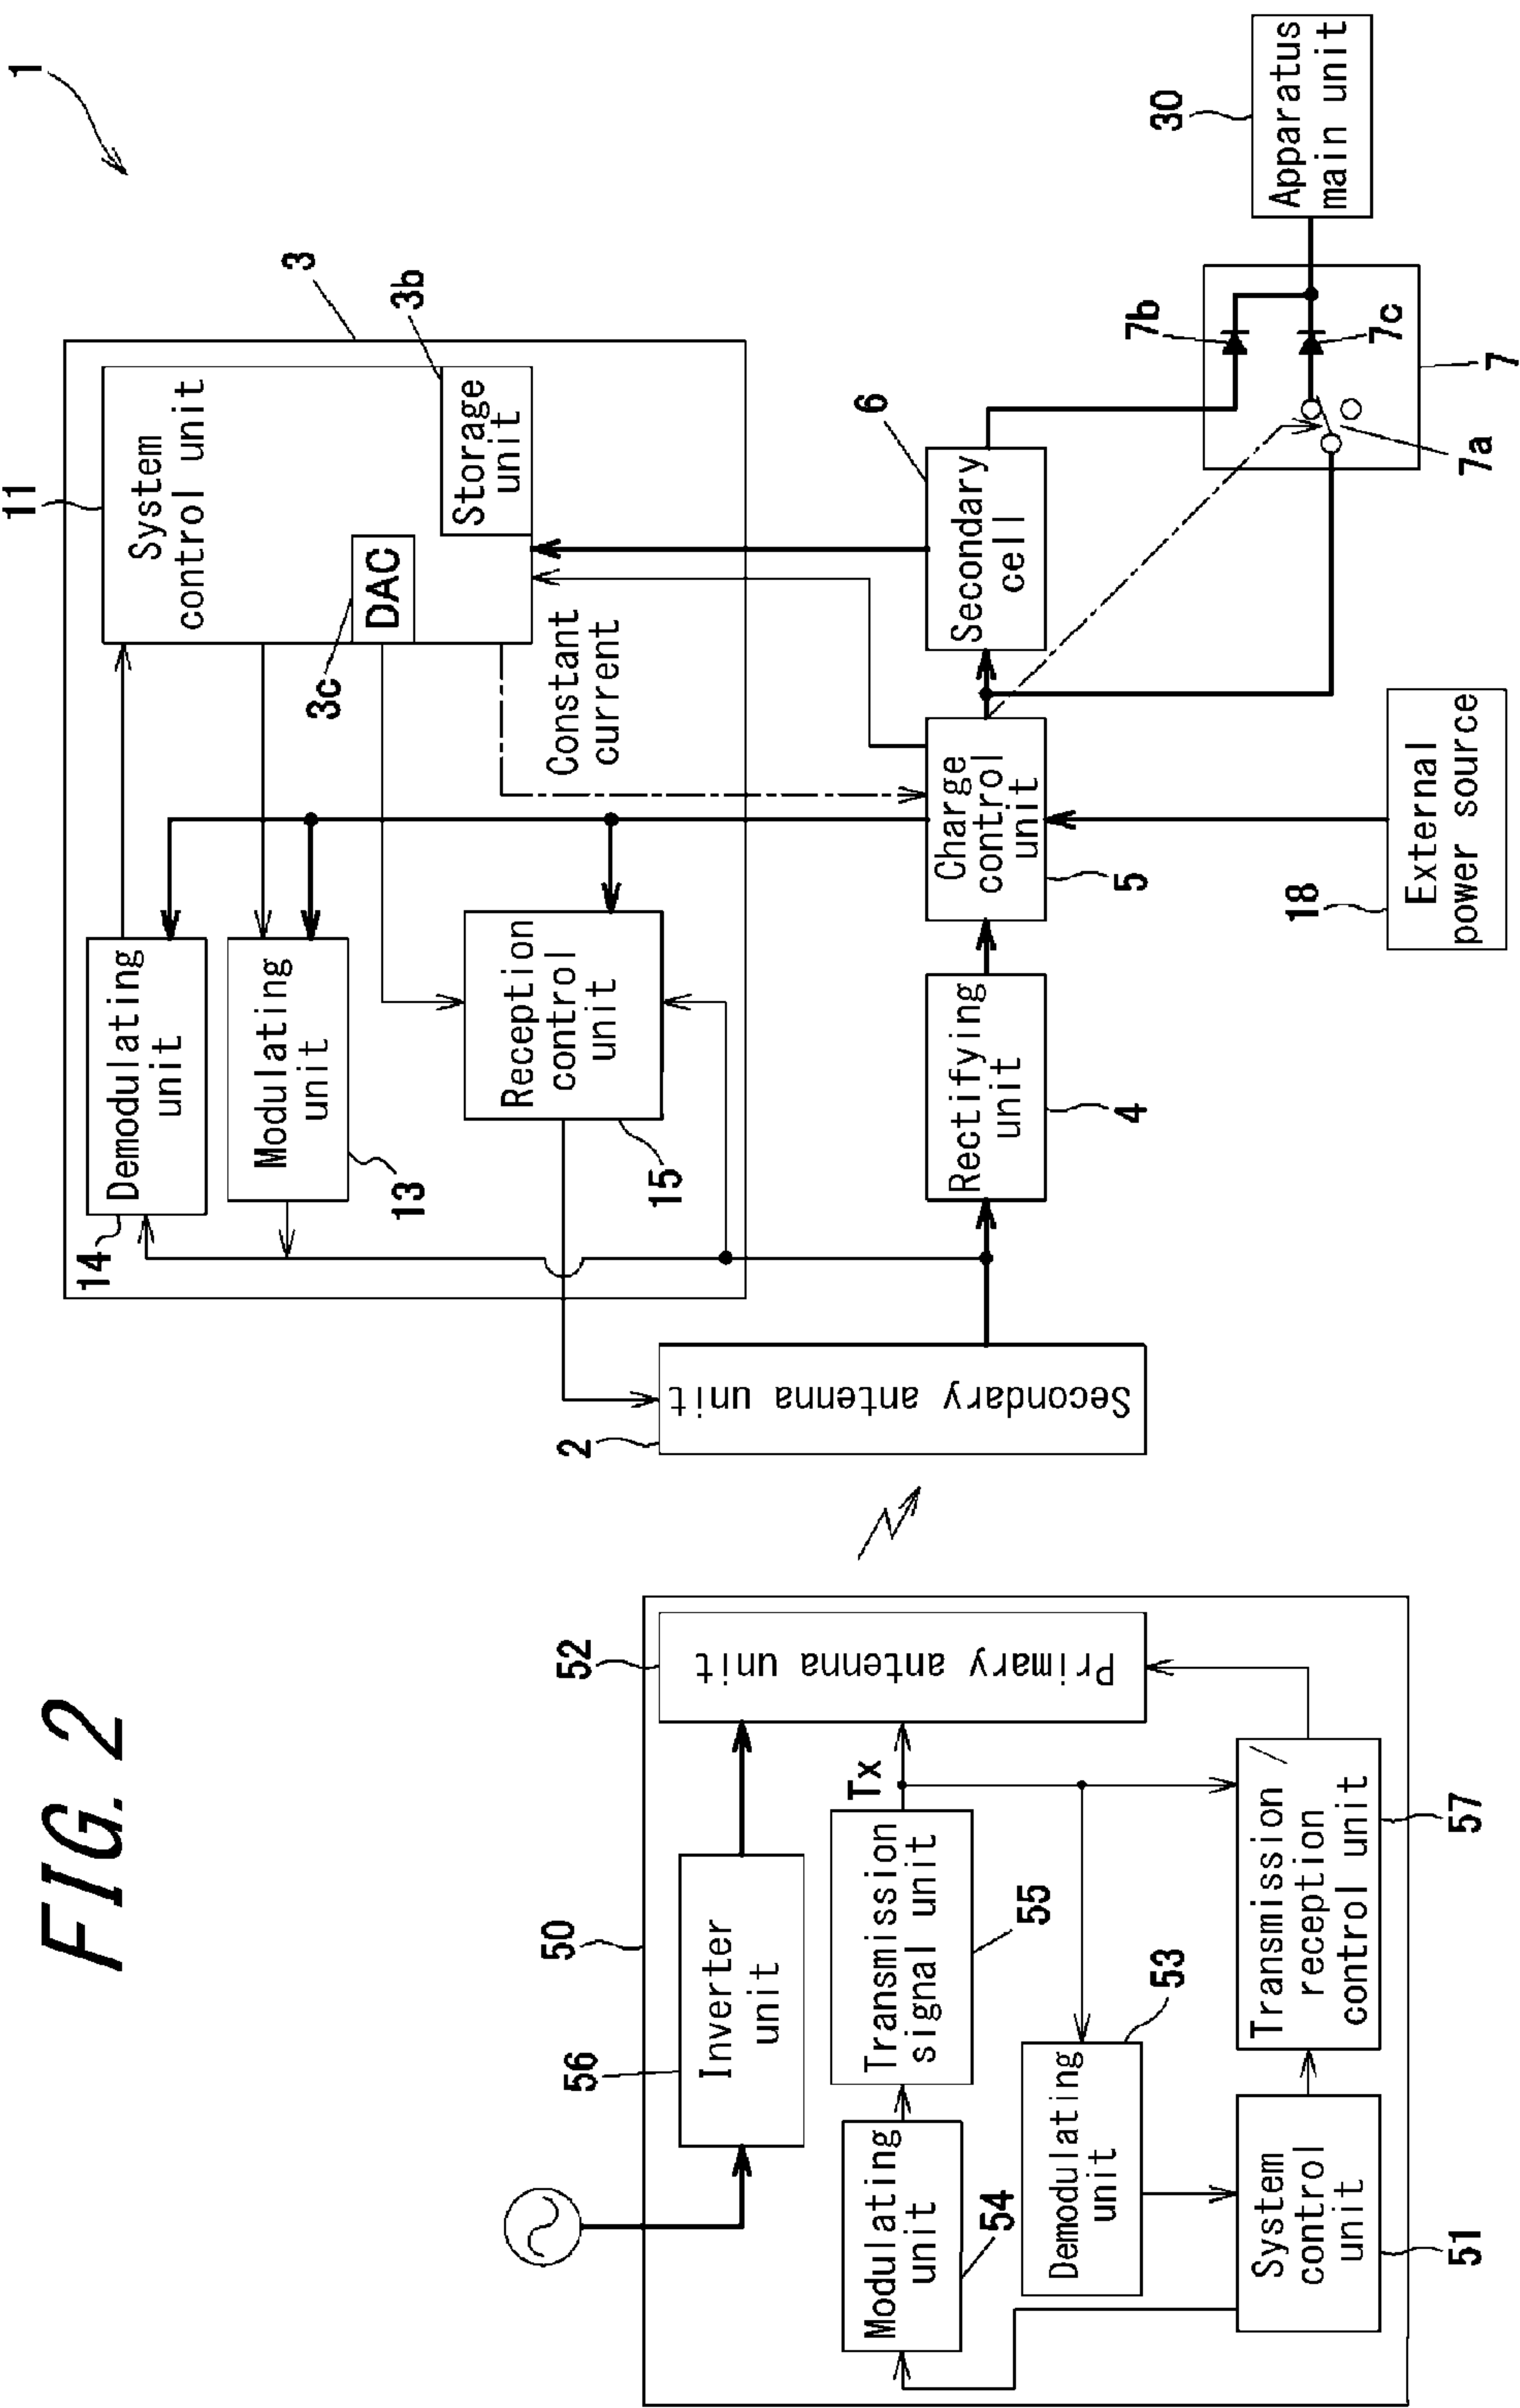 FIG. 2
1
11
System
control unit
3
3b
Storage
unit
3c
DAC
14
Demodulating
unit
Modulating
unit
13
Reception
control
unit
15
Constant
current
2
Secondary antenna unit
Rectifying
unit
4
Charge
control
unit
5
6
Secondary
cell
7b
7c
7a
7
30
Apparatus
main unit
18
External
power source
50
52
Primary antenna unit
56
Inverter
unit
Tx
Transmission
signal unit
55
Modulating
unit
54
Demodulating
unit
53
System
control
unit
51
Transmission /
reception
control unit
57